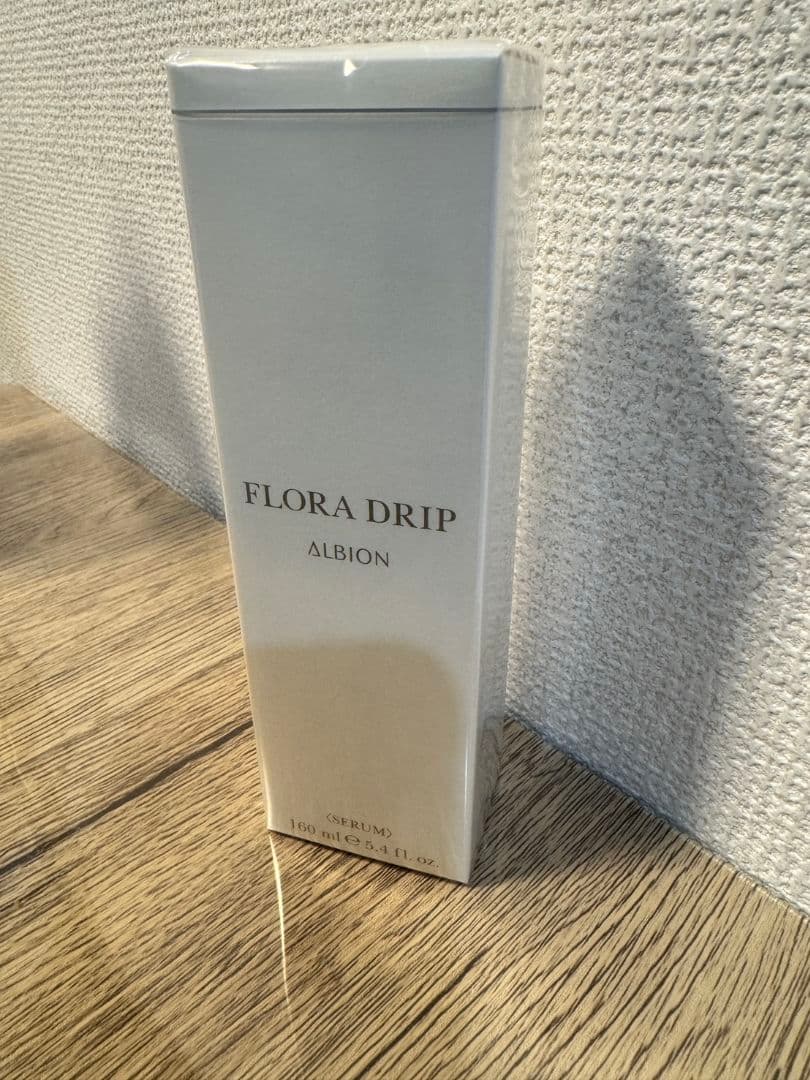 FLORA DRIP
ALBION
〈SERUM〉
160 ml ℮ 5.4 fl. oz.